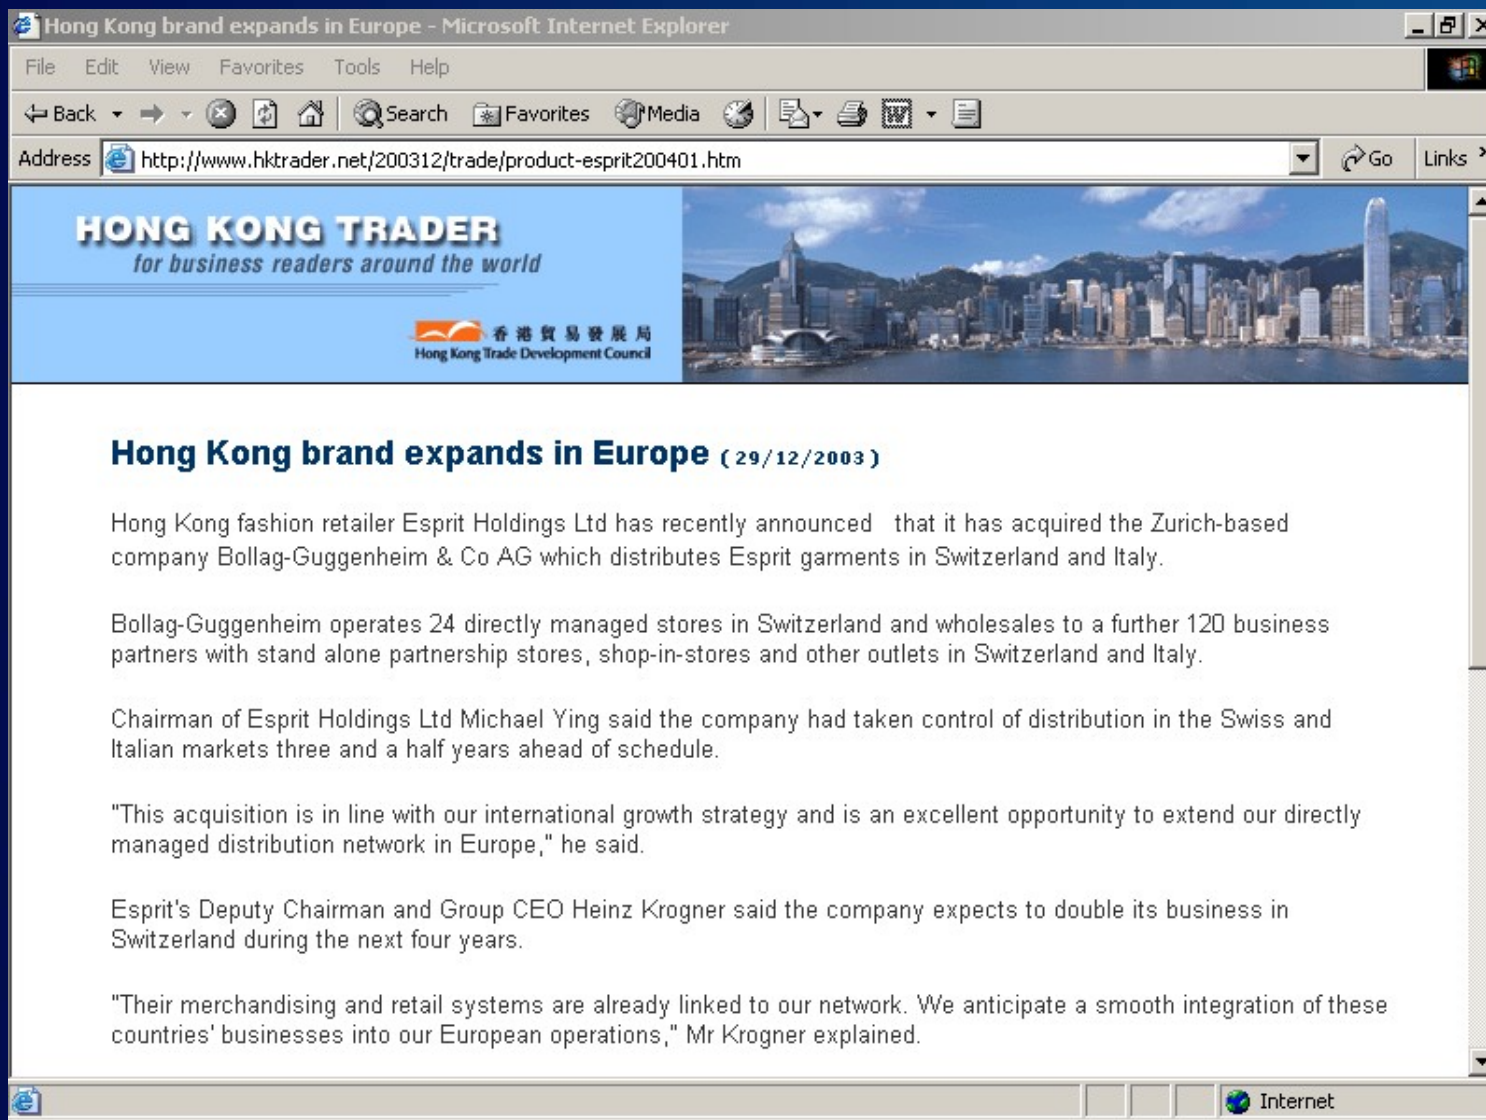 Hong Kong brand expands in Europe - Microsoft Internet Explorer
File Edit View Favorites Tools Help
Back Search Favorites Media
Address http://www.hktrader.net/200312/trade/product-esprit200401.htm Go Links
HONG KONG TRADER
for business readers around the world
香港貿易發展局
Hong Kong Trade Development Council
Hong Kong brand expands in Europe (29/12/2003)
Hong Kong fashion retailer Esprit Holdings Ltd has recently announced that it has acquired the Zurich-based
company Bollag-Guggenheim & Co AG which distributes Esprit garments in Switzerland and Italy.
Bollag-Guggenheim operates 24 directly managed stores in Switzerland and wholesales to a further 120 business
partners with stand alone partnership stores, shop-in-stores and other outlets in Switzerland and Italy.
Chairman of Esprit Holdings Ltd Michael Ying said the company had taken control of distribution in the Swiss and
Italian markets three and a half years ahead of schedule.
"This acquisition is in line with our international growth strategy and is an excellent opportunity to extend our directly
managed distribution network in Europe," he said.
Esprit's Deputy Chairman and Group CEO Heinz Krogner said the company expects to double its business in
Switzerland during the next four years.
"Their merchandising and retail systems are already linked to our network. We anticipate a smooth integration of these
countries' businesses into our European operations," Mr Krogner explained.
Internet